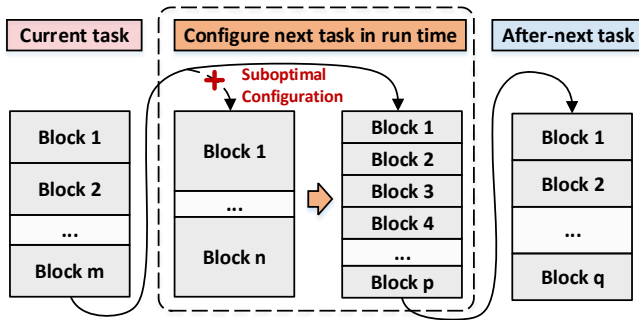 Current task
Configure next task in run time
After-next task
Suboptimal
Configuration
Block 1
Block 2
...
Block m
Block 1
...
Block n
Block 1
Block 2
Block 3
Block 4
...
Block p
Block 1
Block 2
...
Block q